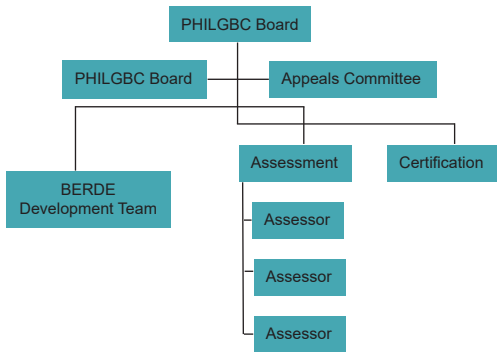 PHILGBC Board
PHILGBC Board
Appeals Committee
Assessment
Certification
BERDE
Development Team
Assessor
Assessor
Assessor